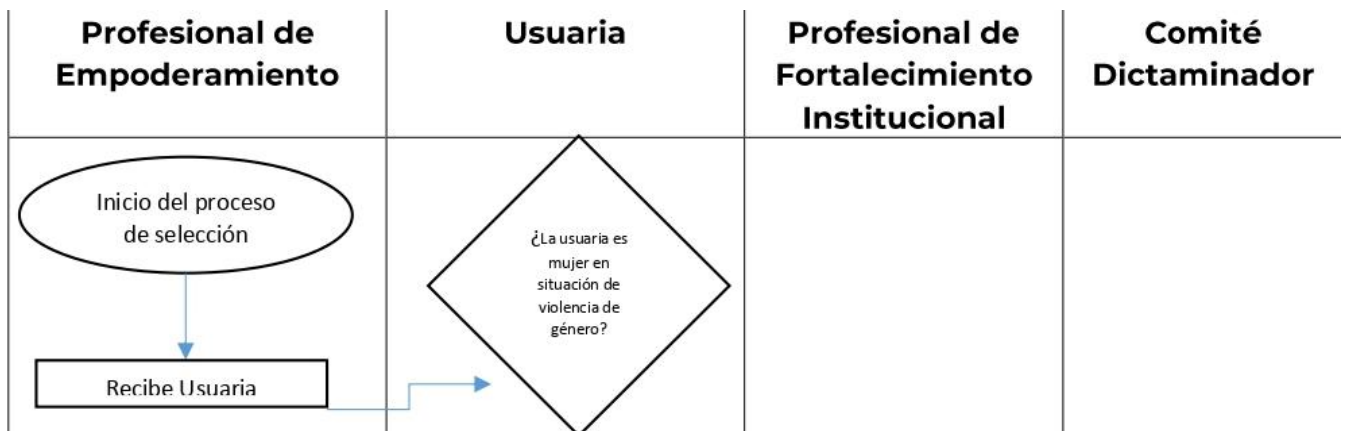 Profesional de
Empoderamiento
Usuaria
Profesional de
Fortalecimiento
Institucional
Comité
Dictaminador
Inicio del proceso
de selección
¿La usuaria es
mujer en
situación de
violencia de
género?
Recibe Usuaria